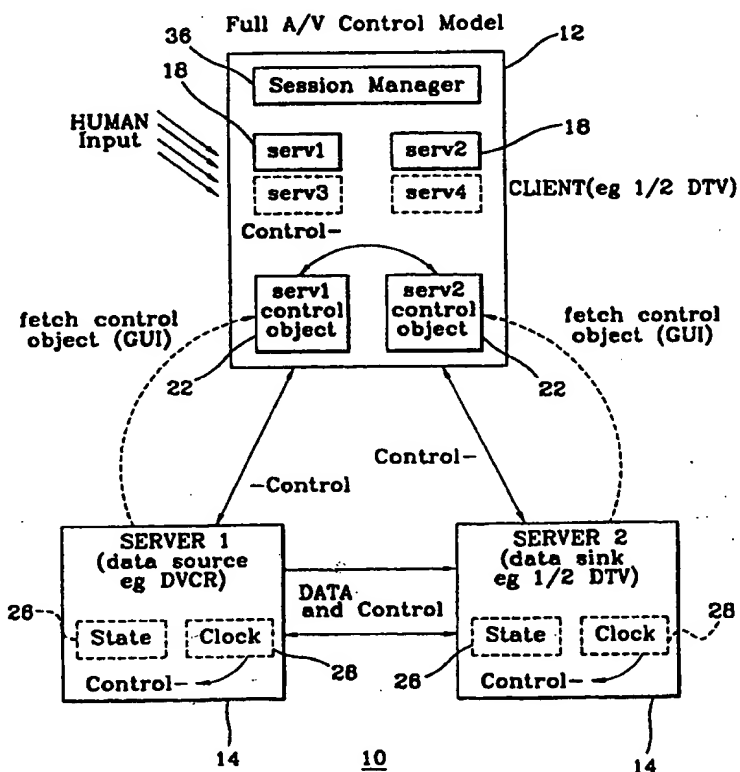 Full A/V Control Model
36
12
Session Manager
18
HUMAN
Input
serv1
serv2
18
serv3
serv4
CLIENT(eg 1/2 DTV)
Control-
serv1
control
object
serv2
control
object
fetch control
object (GUI)
fetch control
object (GUI)
22
22
-Control
Control-
SERVER 1
(data source
eg DVCR)
SERVER 2
(data sink
eg 1/2 DTV)
DATA
and Control
26
State
Clock
28
State
Clock
28
Control-
26
Control-
14
10
14